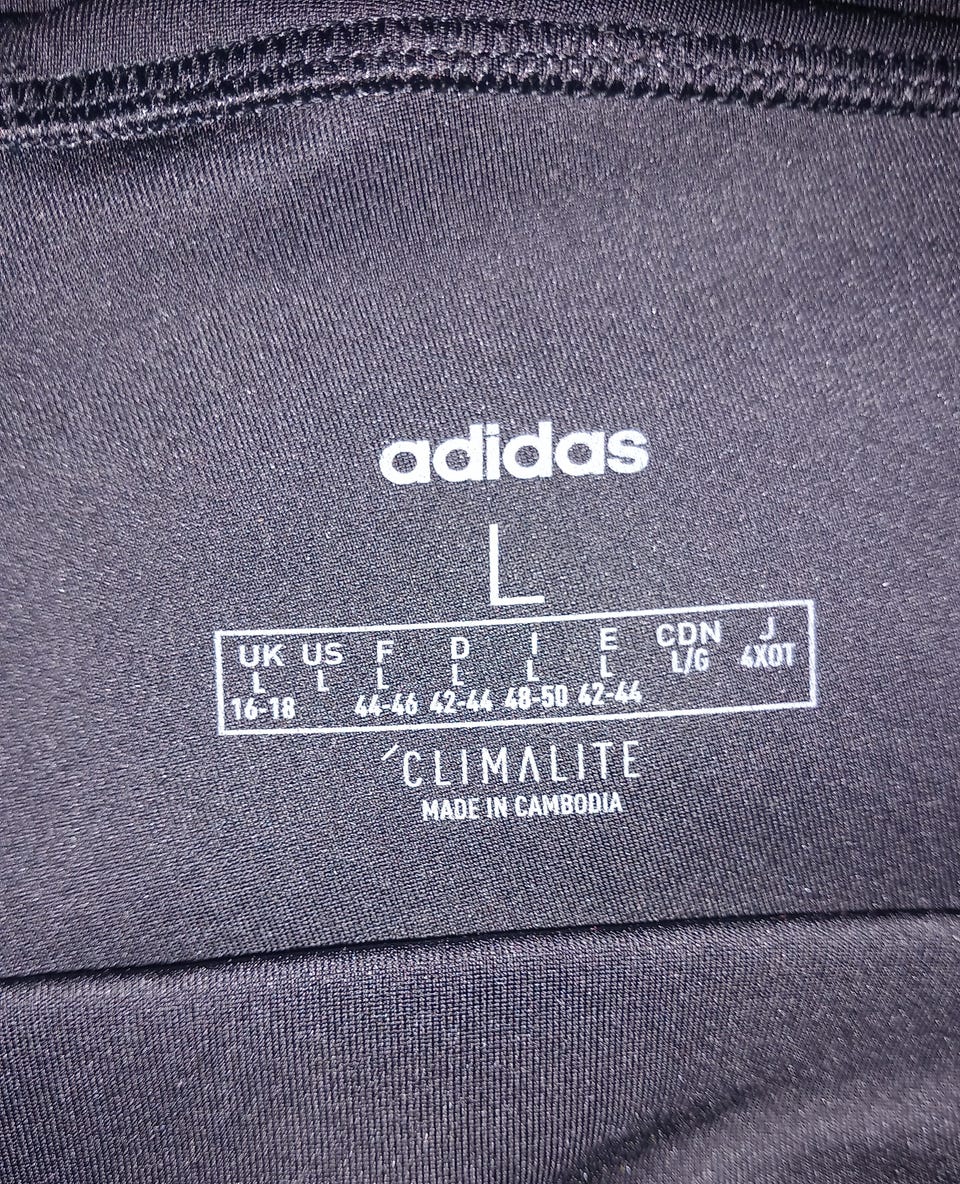 adidas
L
UK US F D I E CDN J
L L L L L L L/G 4XOT
16-18 44-46 42-44 48-50 42-44
CLIMALITE
MADE IN CAMBODIA